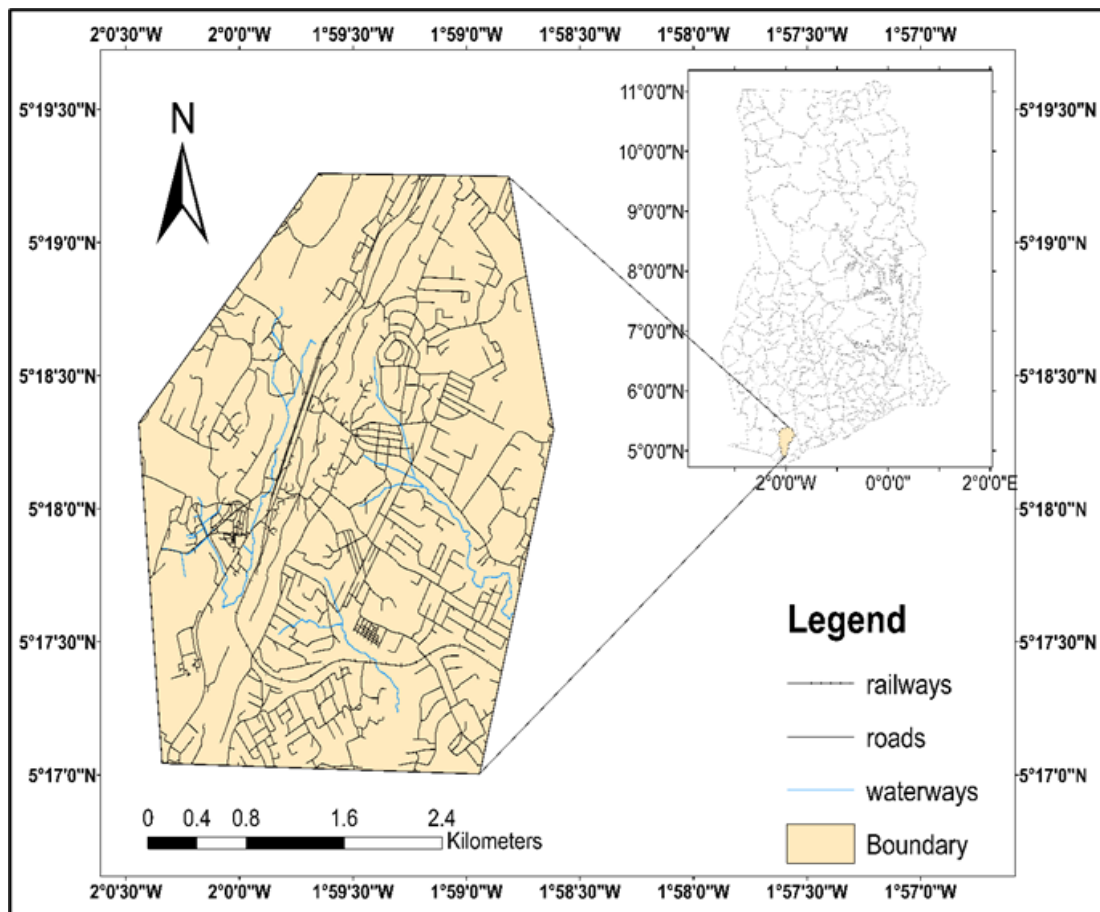 2°0'30"W 2°0'0"W 1°59'30"W 1°59'0"W 1°58'30"W 1°58'0"W 1°57'30"W 1°57'0"W
N
5°19'30"N
5°19'0"N
5°18'30"N
5°18'0"N
5°17'30"N
5°17'0"N
11°0'0"N
10°0'0"N
9°0'0"N
8°0'0"N
7°0'0"N
6°0'0"N
5°0'0"N
2°0'0"W 0°0'0" 2°0'0"E
5°19'30"N
5°19'0"N
5°18'30"N
5°18'0"N
5°17'30"N
5°17'0"N
Legend
railways
roads
waterways
Boundary
0 0.4 0.8 1.6 2.4
Kilometers
2°0'30"W 2°0'0"W 1°59'30"W 1°59'0"W 1°58'30"W 1°58'0"W 1°57'30"W 1°57'0"W